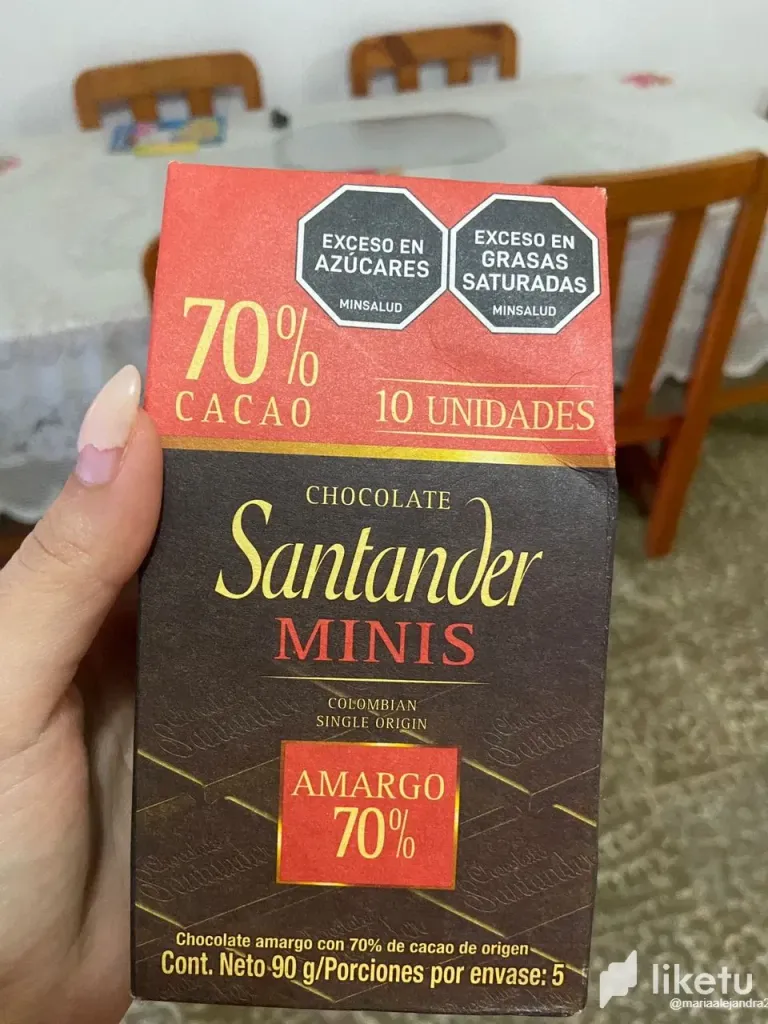 EXCESO EN
AZÚCARES
MINSALUD
EXCESO EN
GRASAS
SATURADAS
MINSALUD
70%
CACAO
10 UNIDADES
CHOCOLATE
Santander
MINIS
COLOMBIAN
SINGLE ORIGIN
AMARGO
70%
Chocolate amargo con 70% de cacao de origen
Cont. Neto 90 g/Porciones por envase: 5
liketu
@mariaalejandra2